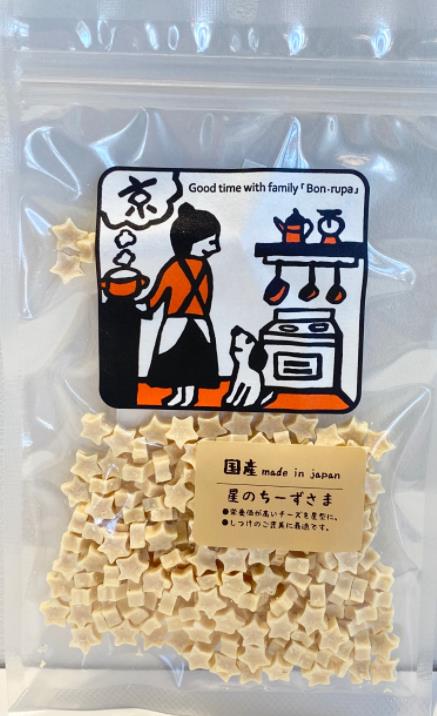 京
Good time with family「Bon-rupa」
国産 made in japan
星のちーずさま
●栄養価が高いチーズを星型に。
●しつけのご褒美に最適です。